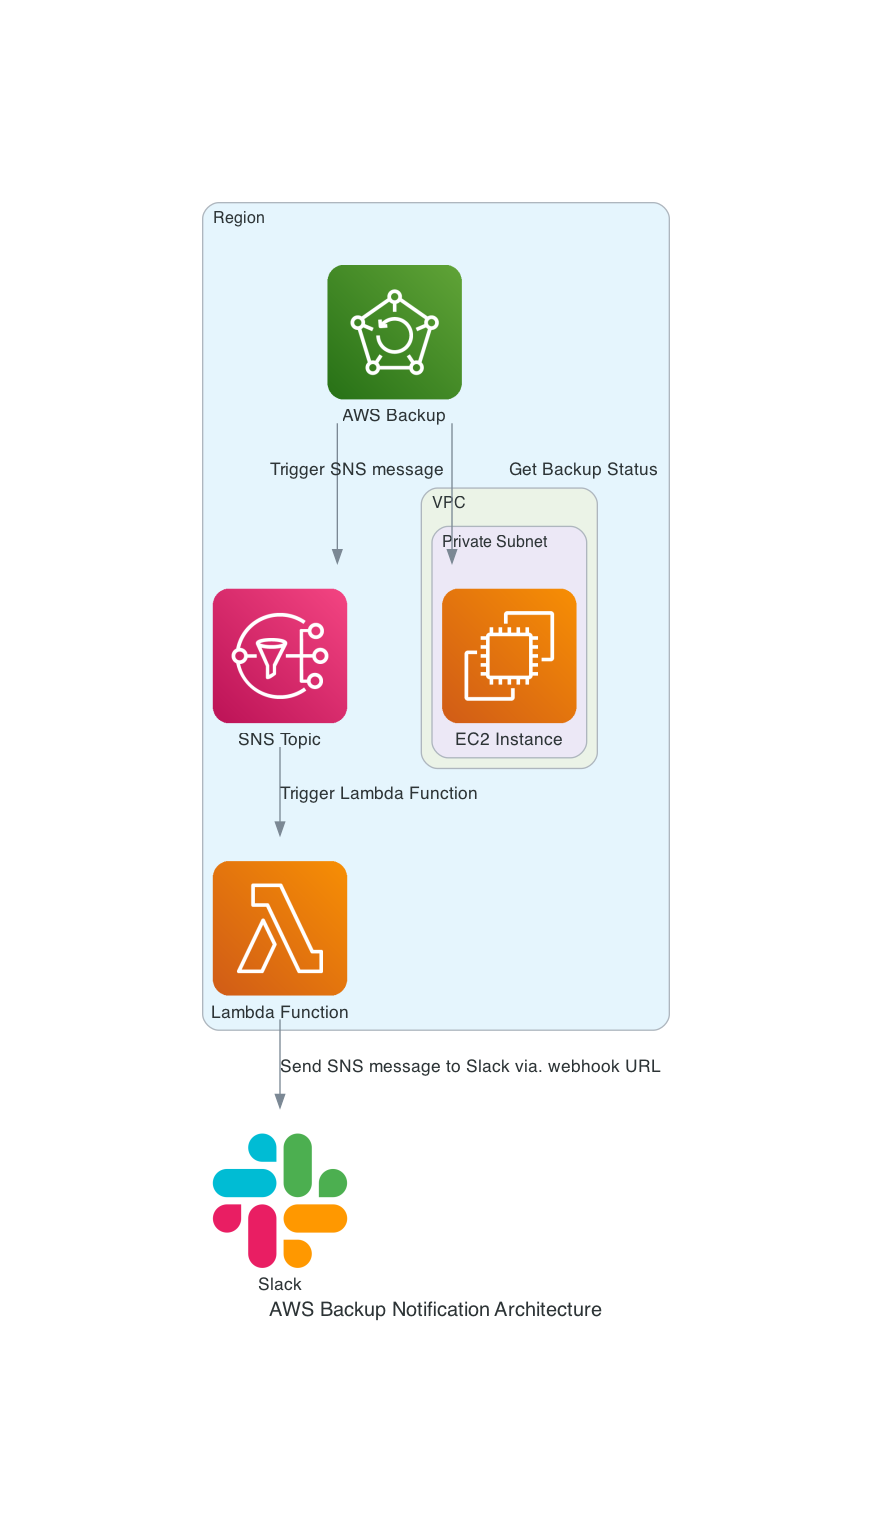 Region
AWS Backup
Trigger SNS message
Get Backup Status
VPC
Private Subnet
SNS Topic
EC2 Instance
Trigger Lambda Function
Lambda Function
Send SNS message to Slack via. webhook URL
Slack
AWS Backup Notification Architecture